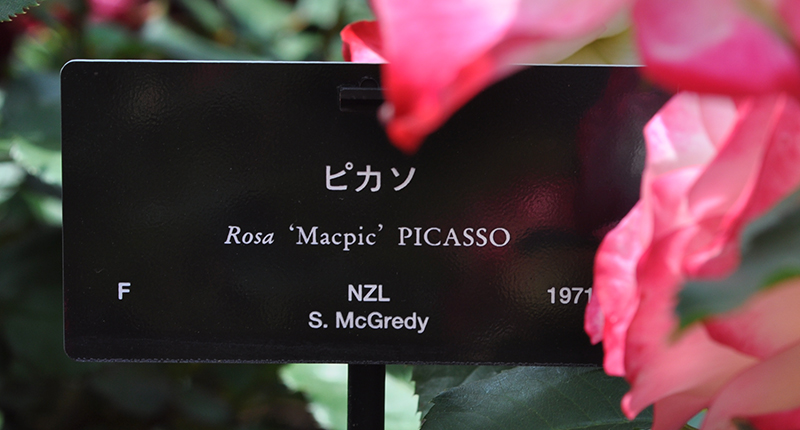 ピカソ
Rosa ‘Macpic’ PICASSO
F NZL 1971
S. McGredy